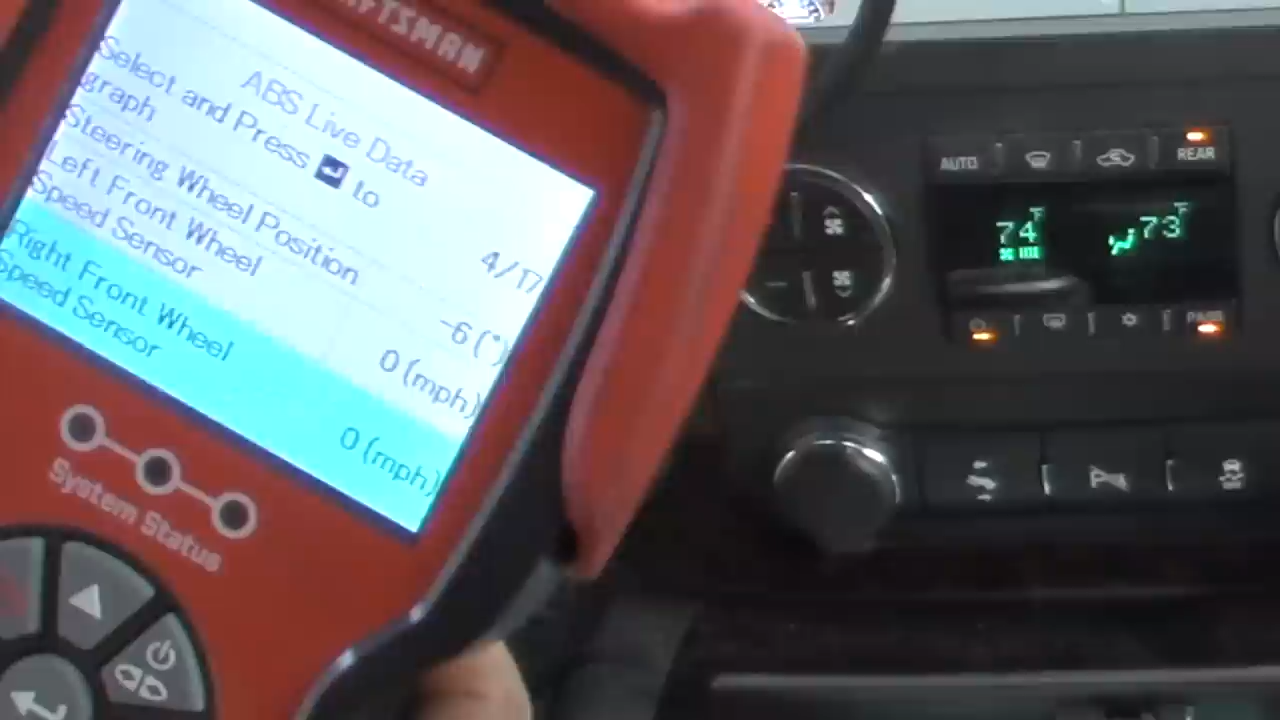 CRAFTSMAN
ABS Live Data
Select and Press to
graph
4/17
Steering Wheel Position
-6(°)
Left Front Wheel
Speed Sensor
0(mph)
Right Front Wheel
Speed Sensor
0(mph)
System Status
AUTO
REAR
74°F
73°F
PASS